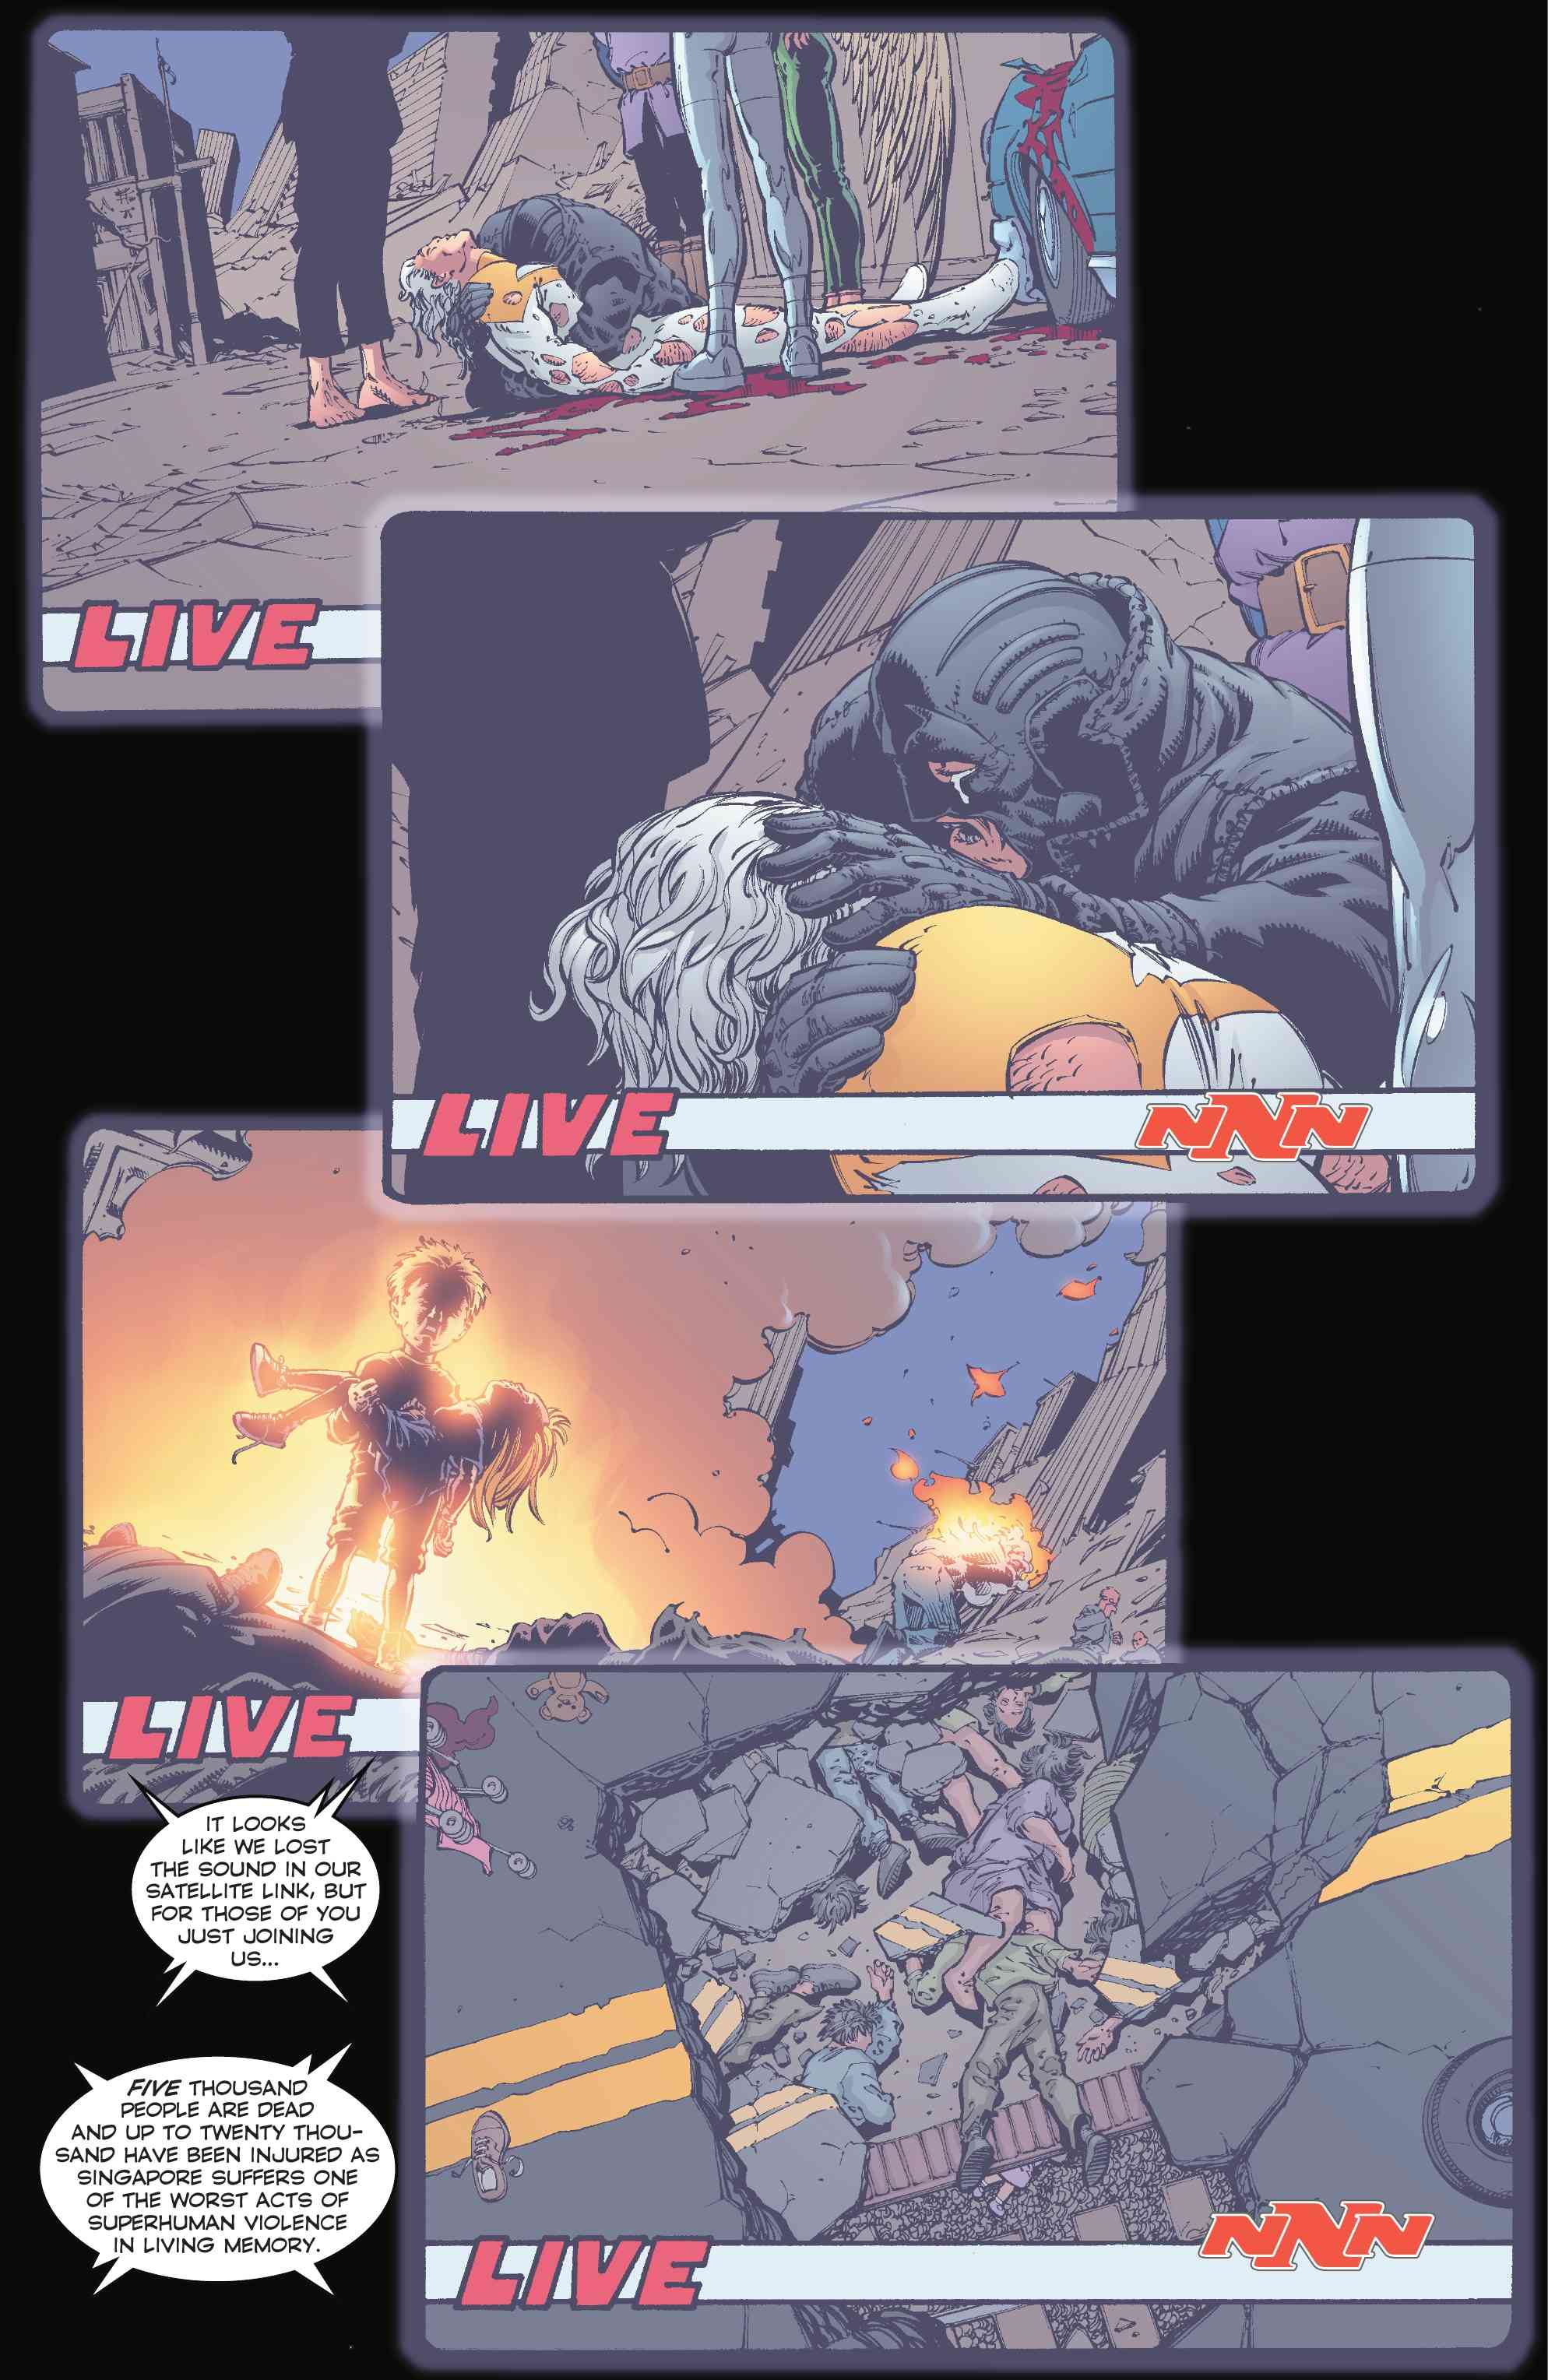 LIVE
LIVE
NNN
LIVE
IT LOOKS
LIKE WE LOST
THE SOUND IN OUR
SATELLITE LINK, BUT
FOR THOSE OF YOU
JUST JOINING
US...
FIVE THOUSAND
PEOPLE ARE DEAD
AND UP TO TWENTY THOU-
SAND HAVE BEEN INJURED AS
SINGAPORE SUFFERS ONE
OF THE WORST ACTS OF
SUPERHUMAN VIOLENCE
IN LIVING MEMORY.
NNN
LIVE